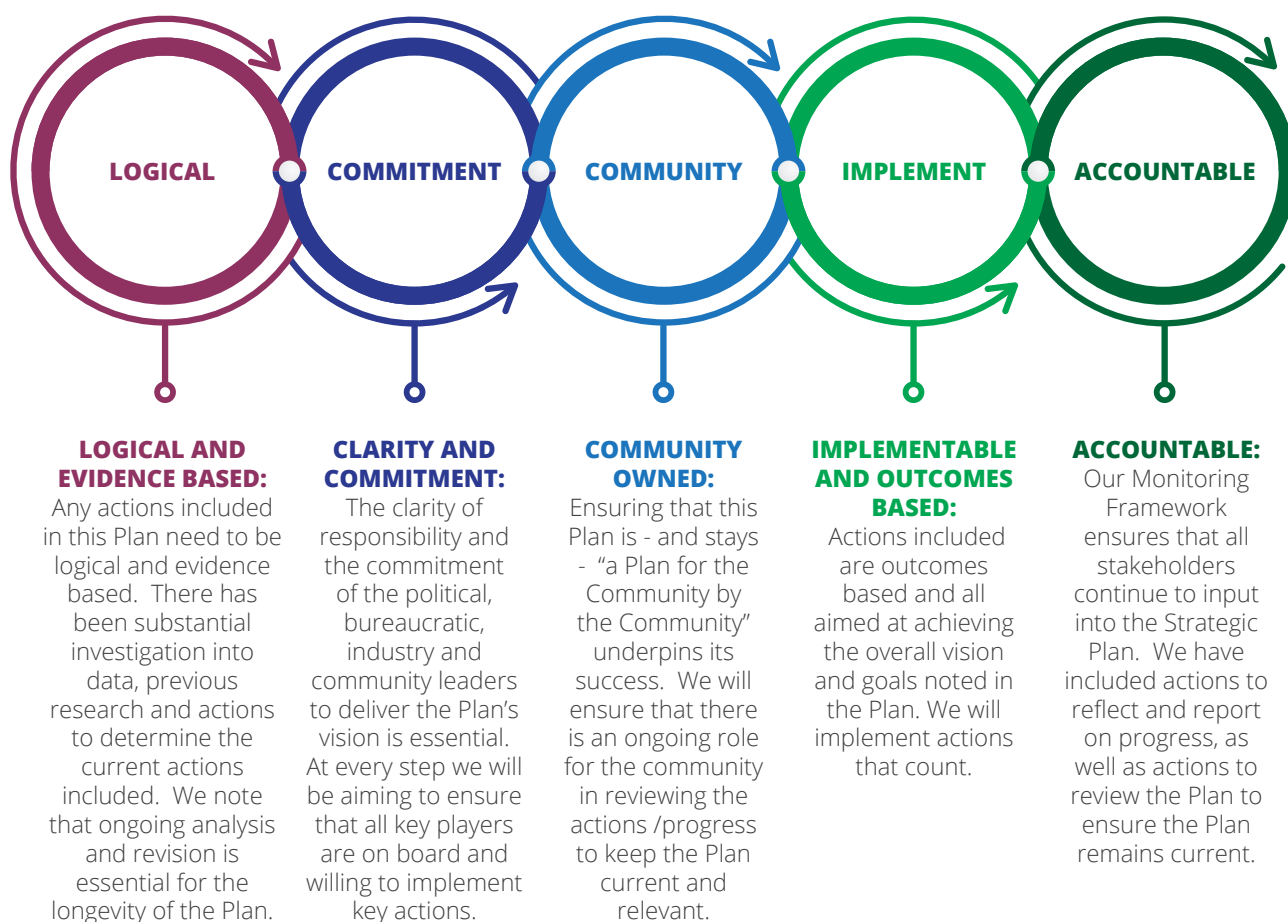 LOGICAL
COMMITMENT
COMMUNITY
IMPLEMENT
ACCOUNTABLE
LOGICAL AND
EVIDENCE BASED:
Any actions included
in this Plan need to be
logical and evidence
based.  There has
been substantial
investigation into
data, previous
research and actions
to determine the
current actions
included.  We note
that ongoing analysis
and revision is
essential for the
longevity of the Plan.
CLARITY AND
COMMITMENT:
The clarity of
responsibility and
the commitment
of the political,
bureaucratic,
industry and
community leaders
to deliver the Plan’s
vision is essential.
At every step we will
be aiming to ensure
that all key players
are on board and
willing to implement
key actions.
COMMUNITY
OWNED:
Ensuring that this
Plan is - and stays
- “a Plan for the
Community by
the Community”
underpins its
success.  We will
ensure that there
is an ongoing role
for the community
in reviewing the
actions /progress
to keep the Plan
current and
relevant.
IMPLEMENTABLE
AND OUTCOMES
BASED:
Actions included
are outcomes
based and all
aimed at achieving
the overall vision
and goals noted in
the Plan. We will
implement actions
that count.
ACCOUNTABLE:
Our Monitoring
Framework
ensures that all
stakeholders
continue to input
into the Strategic
Plan.  We have
included actions to
reflect and report
on progress, as
well as actions to
review the Plan to
ensure the Plan
remains current.